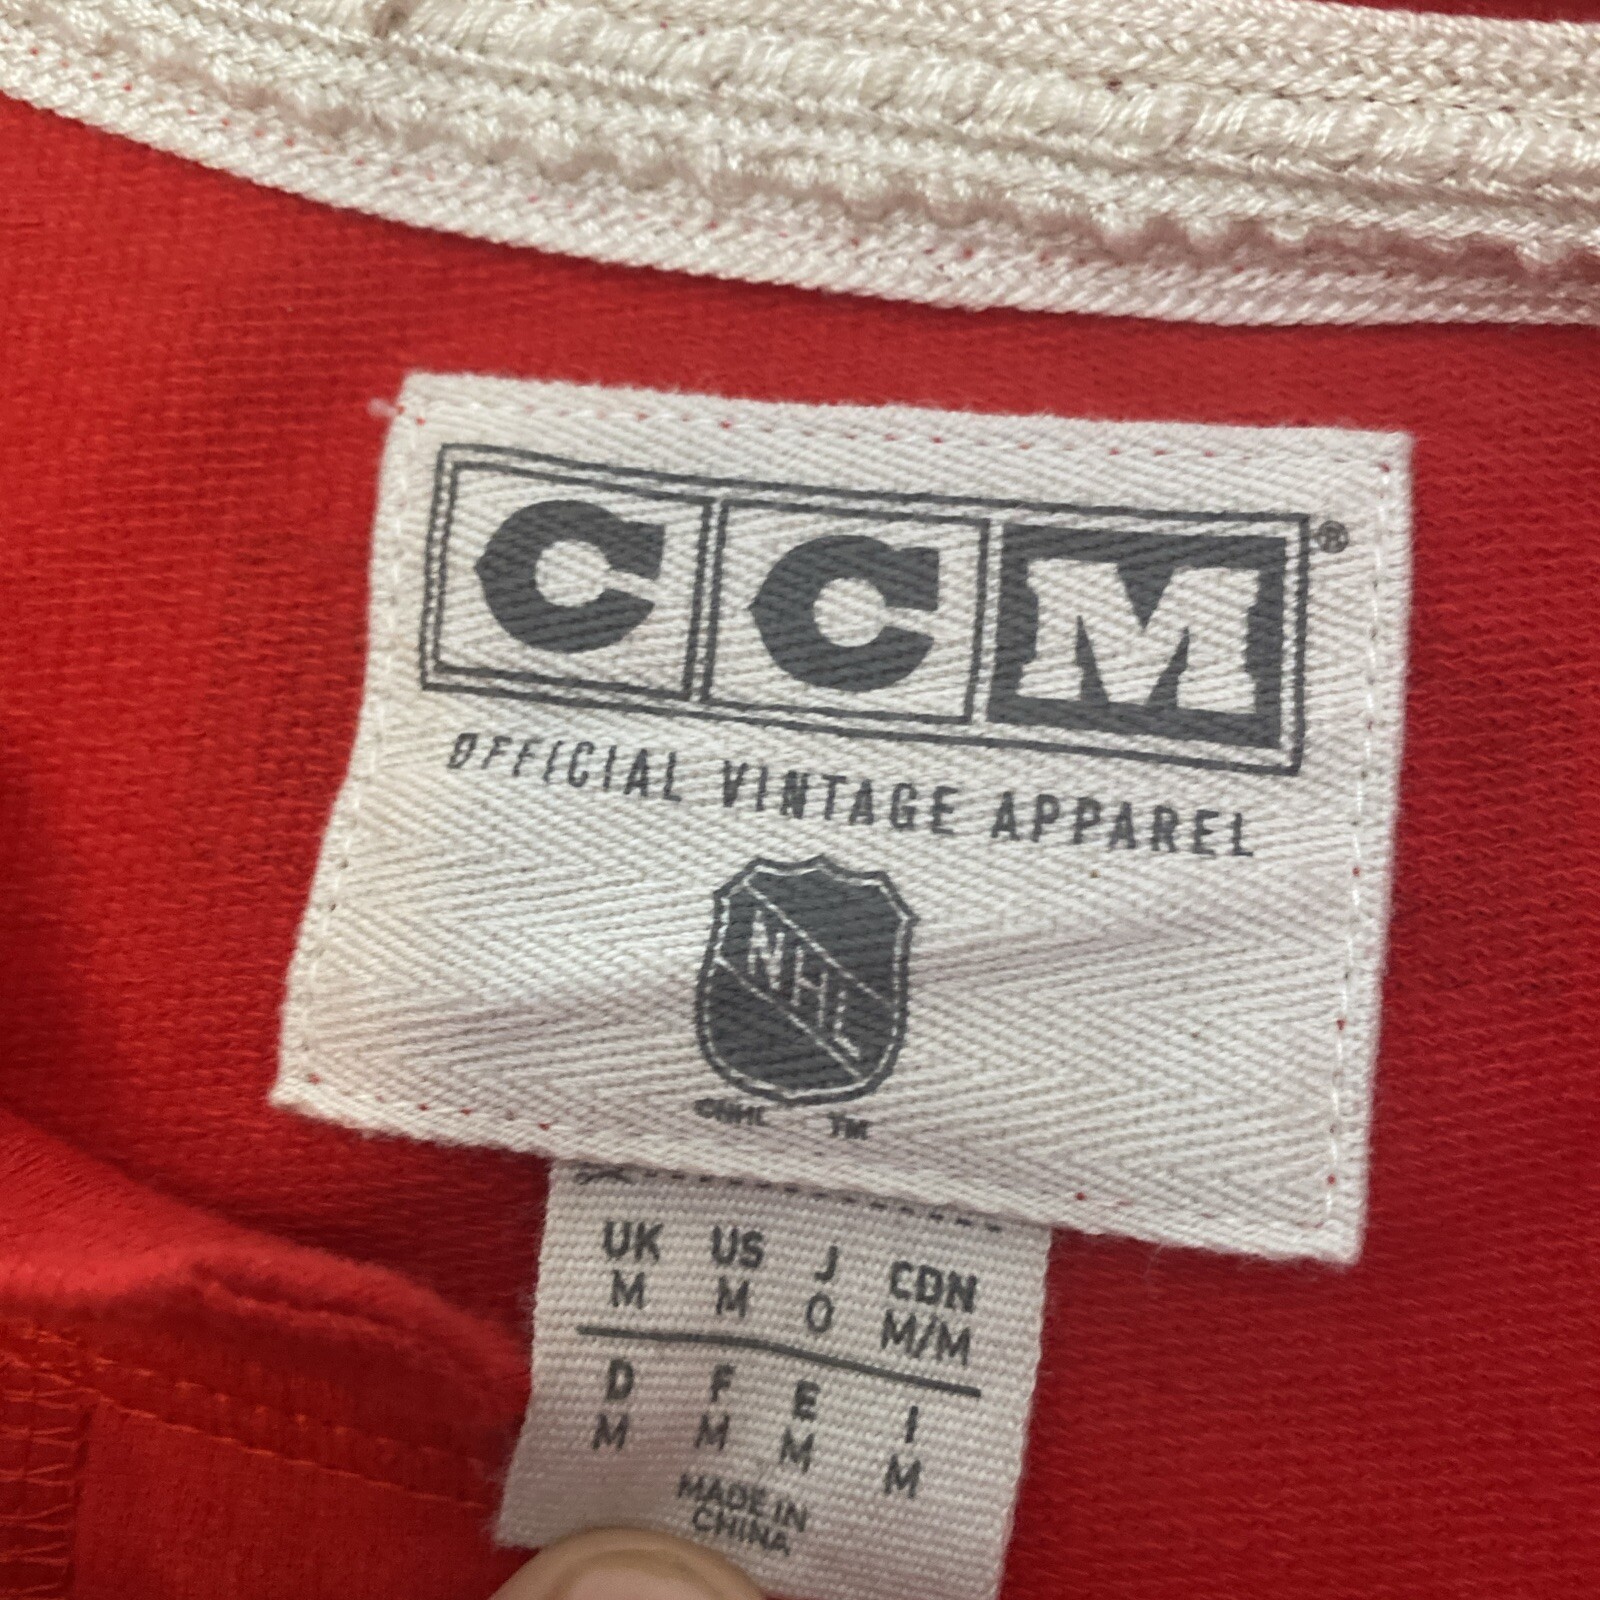 CCM®
OFFICIAL VINTAGE APPAREL
NHL
©NHL TM
UK US J CDN
M M O M/M
D F E I
M M M M
MADE IN
CHINA